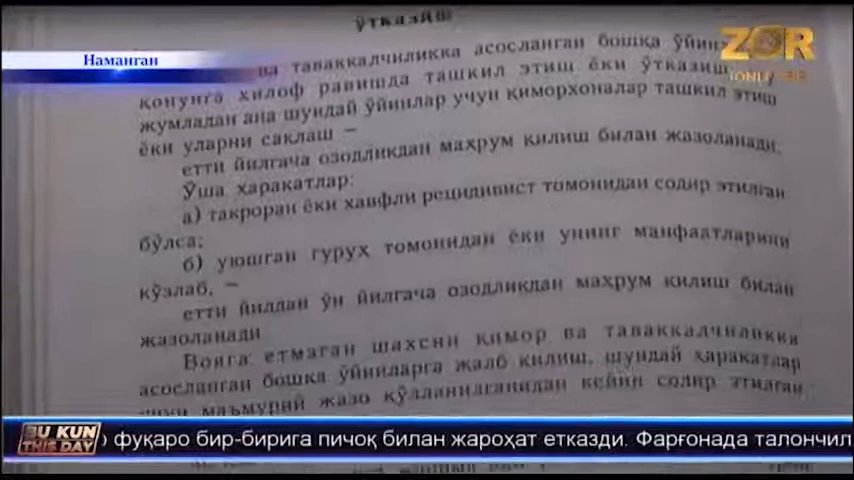 ўтказиш
ZOR
Наманган
ва таваккалчиликка асосланган бошқа
қонунга хилоф равишда ташкил этиш ёки ўтказиш,
жумладан ана шундай ўйинлар учун қиморхоналар ташкил этиш
ёки уларни сақлаш —
етти йилгача озодликдан маҳрум қилиш билан жазоланади.
Ўша ҳаракатлар:
а) такроран ёки хавфли рецидивист томонидан содир этилган
бўлса;
б) уюшган гуруҳ томонидан ёки унинг манфаатларини
кўзлаб, —
етти йилдан ўн йилгача озодликдан маҳрум қилиш билан
жазоланади
Вояга етмаган шахсни қимор ва таваккалчиликка
асосланган бошқа ўйинларга жалб қилиш, шундай ҳаракатлар
учун маъмурий жазо қўлланилганидан кейин содир этилган
BU KUN
THIS DAY
фуқаро бир-бирига пичоқ билан жароҳат етказди. Фарғонада талончил